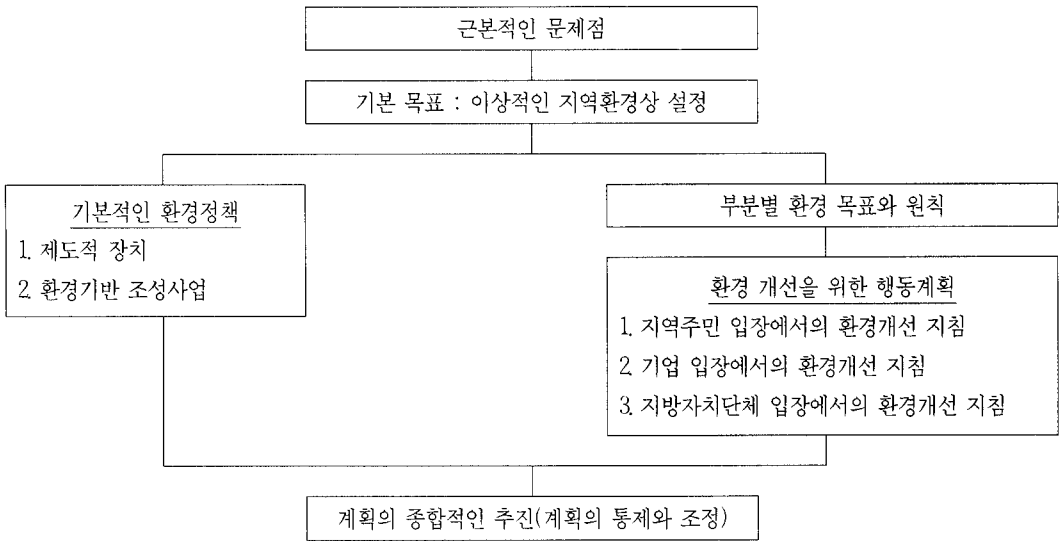 근본적인 문제점
기본 목표 : 이상적인 지역환경상 설정
기본적인 환경정책
1. 제도적 장치
2. 환경기반 조성사업
부분별 환경 목표와 원칙
환경 개선을 위한 행동계획
1. 지역주민 입장에서의 환경개선 지침
2. 기업 입장에서의 환경개선 지침
3. 지방자치단체 입장에서의 환경개선 지침
계획의 종합적인 추진(계획의 통제와 조정)